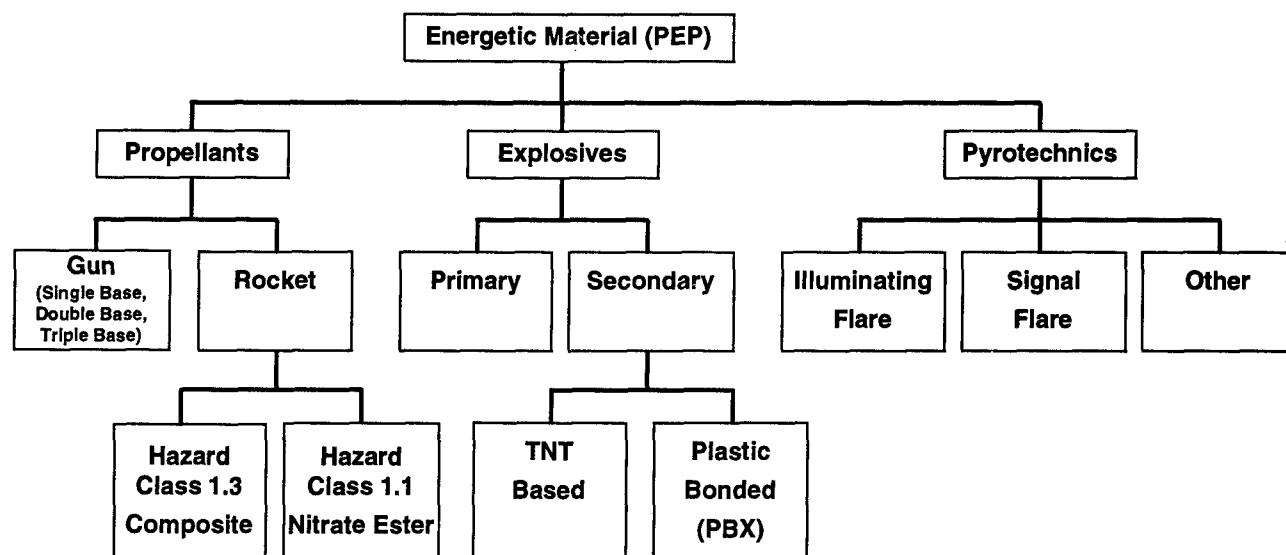 Energetic Material (PEP)
Propellants
Explosives
Pyrotechnics
Gun
(Single Base,
Double Base,
Triple Base)
Rocket
Primary
Secondary
Illuminating
Flare
Signal
Flare
Other
Hazard
Class 1.3
Composite
Hazard
Class 1.1
Nitrate Ester
TNT
Based
Plastic
Bonded
(PBX)